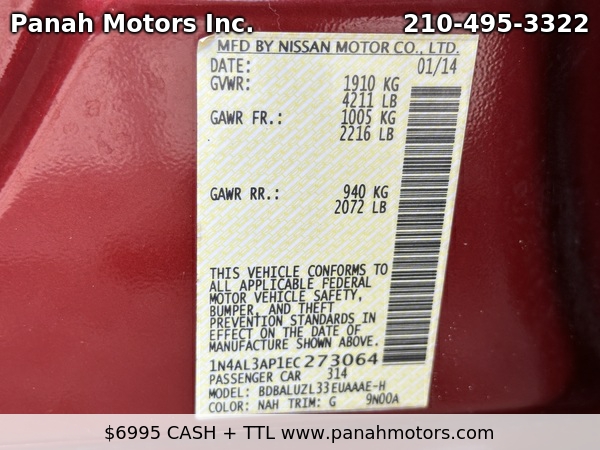 Panah Motors Inc. 210-495-3322
MFD BY NISSAN MOTOR CO., LTD.
DATE: 01/14
GVWR: 1910 KG
4211 LB
GAWR FR.: 1005 KG
2216 LB
GAWR RR.: 940 KG
2072 LB
THIS VEHICLE CONFORMS TO
ALL APPLICABLE FEDERAL
MOTOR VEHICLE SAFETY,
BUMPER, AND THEFT
PREVENTION STANDARDS IN
EFFECT ON THE DATE OF
MANUFACTURE SHOWN ABOVE.
1N4AL3AP1EC273064
PASSENGER CAR 314
MODEL: BDBALUZL33EUAAAE-H
COLOR: NAH TRIM: G 9N00A
$6995 CASH + TTL www.panahmotors.com